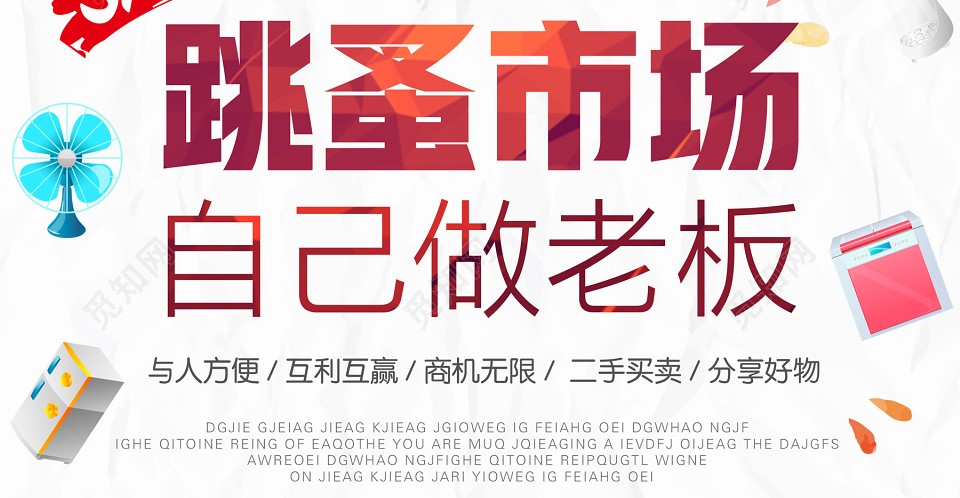 跳蚤市场
自己做老板
与人方便 / 互利互赢 / 商机无限 / 二手买卖 / 分享好物
DGJIE GJEIAG JIEAG KJIEAG JGIOWEG IG FEIAHG OEI DGWHAO NGJF
IGHE QITOINE REING OF EAQOTHE YOU ARE MUQ JQIEAGING A IEVDFJ OIJEAG THE DAJGFS
AWREOEI DGWHAO NGJFIGHE QITOINE REIPQUGTL WIGNE
ON JIEAG KJIEAG JARI YIOWEG IG FEIAHG OEI